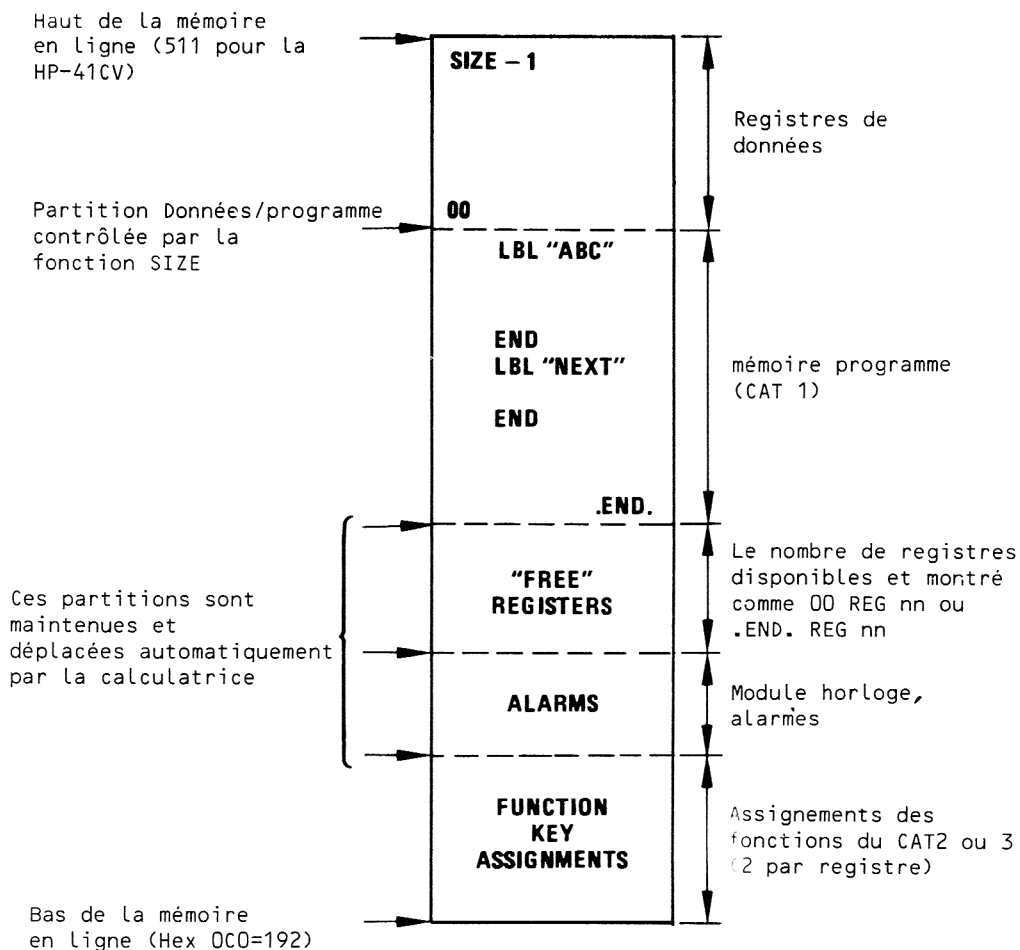 Haut de la mémoire
en ligne (511 pour la
HP-41CV)
SIZE – 1
Registres de
données
Partition Données/programme
contrôlée par la
fonction SIZE
00
LBL "ABC"
END
LBL "NEXT"
END
.END.
mémoire programme
(CAT 1)
Ces partitions sont
maintenues et
déplacées automatiquement
par la calculatrice
"FREE"
REGISTERS
Le nombre de registres
disponibles et montré
comme 00 REG nn ou
.END. REG nn
ALARMS
Module horloge,
alarmes
FUNCTION
KEY
ASSIGNMENTS
Assignements des
fonctions du CAT2 ou 3
(2 par registre)
Bas de la mémoire
en ligne (Hex 0C0=192)